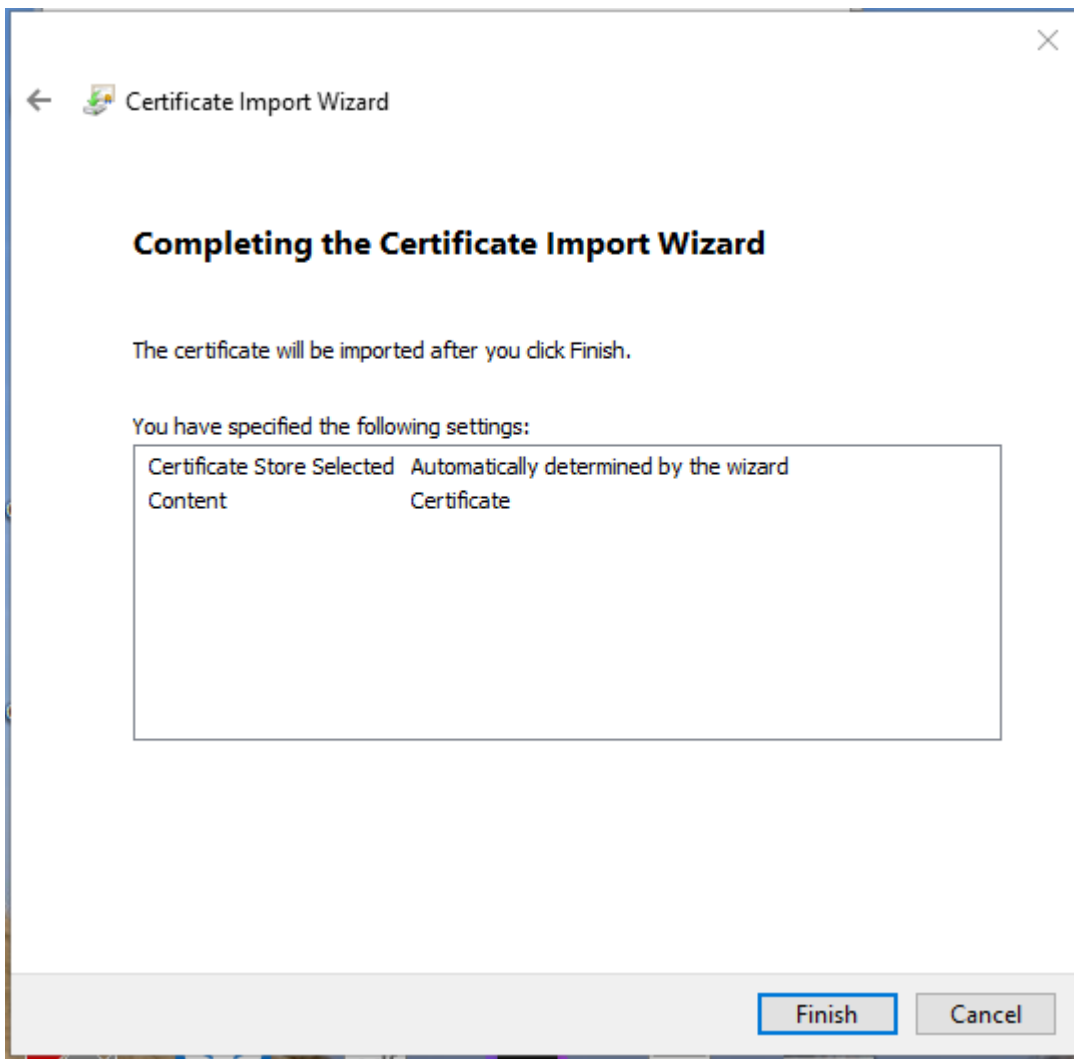 Certificate Import Wizard
Completing the Certificate Import Wizard
The certificate will be imported after you click Finish.
You have specified the following settings:
Certificate Store Selected Automatically determined by the wizard
Content Certificate
Finish Cancel